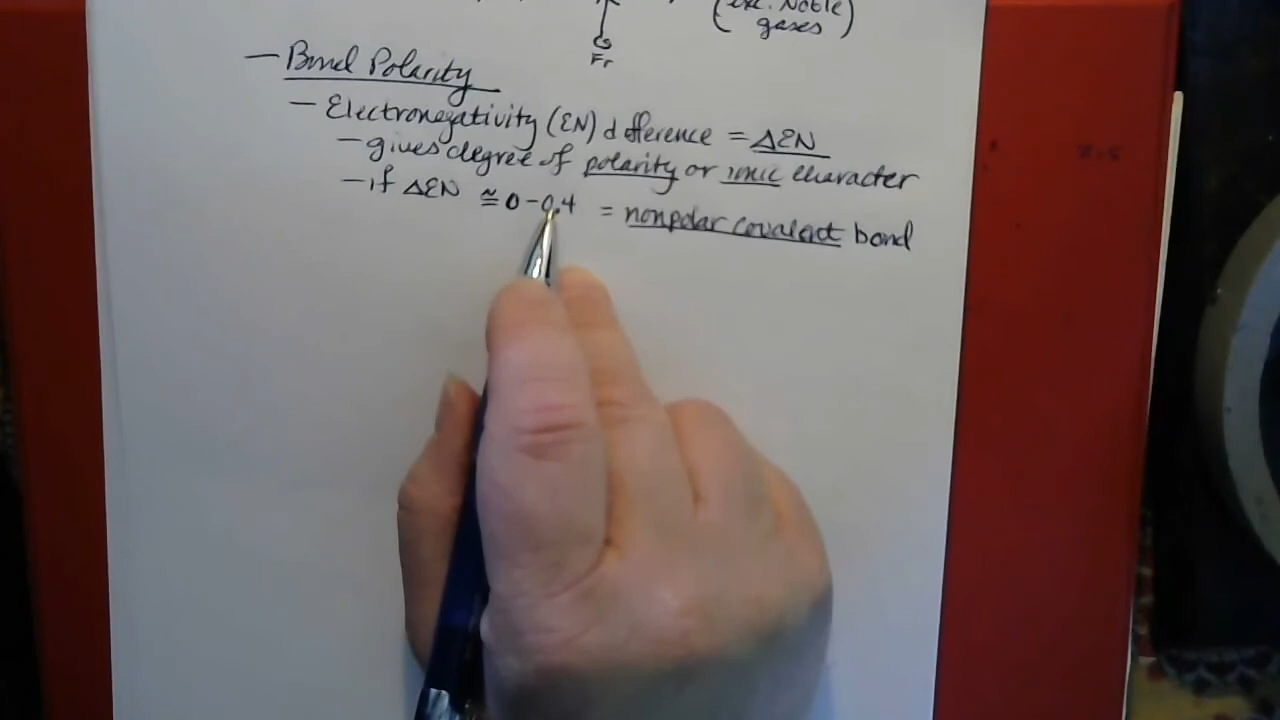 (exc. Noble
gases)
Fr
— Bond Polarity
— Electronegativity (EN) difference = ΔEN
— gives degree of polarity or ionic character
— if ΔEN ≅ 0-0.4 = nonpolar covalent bond